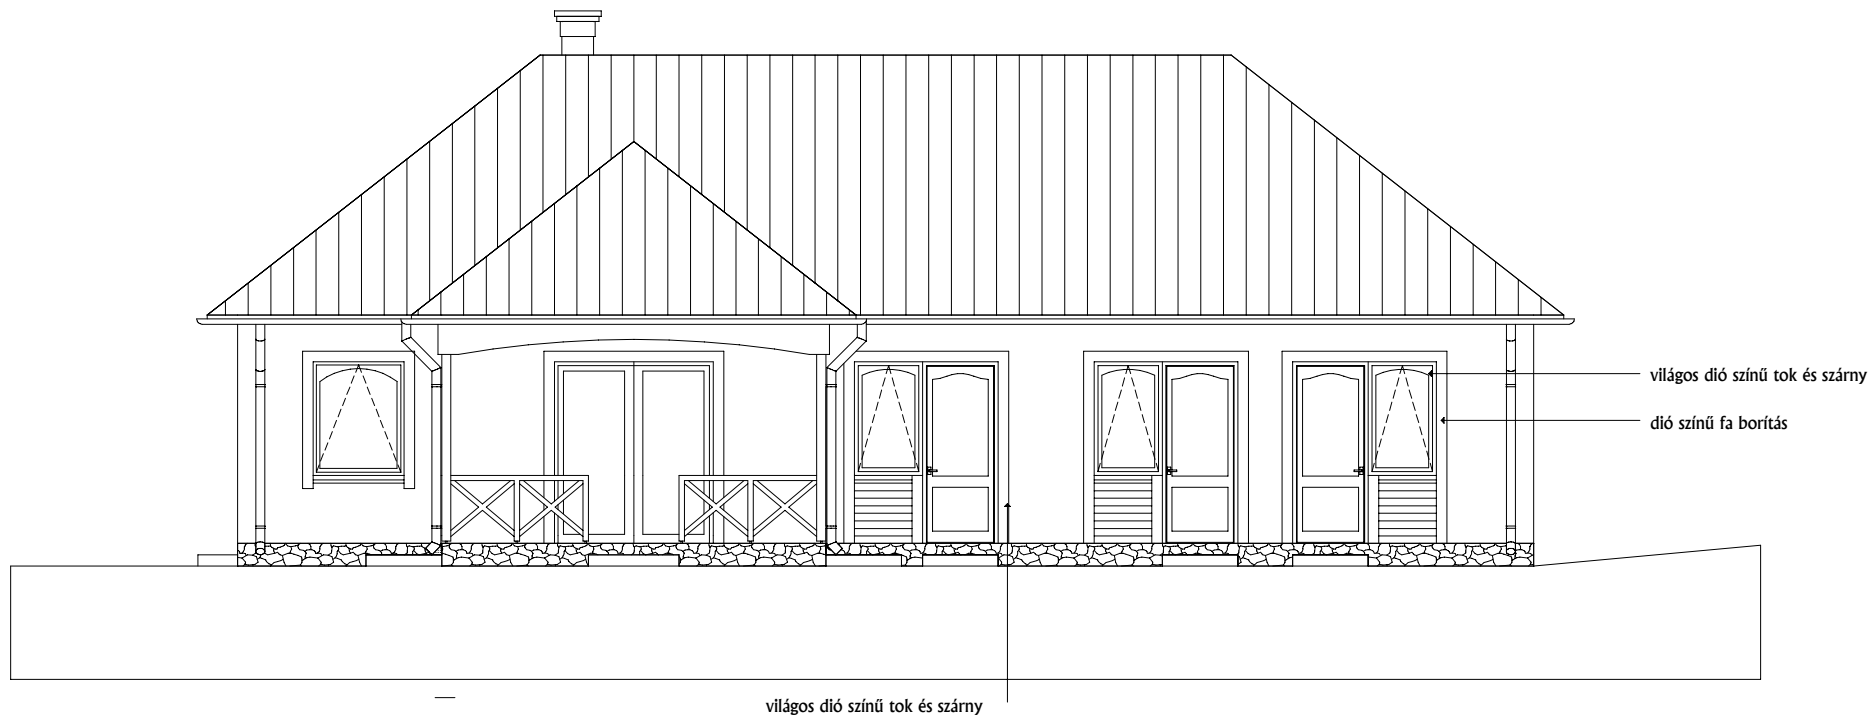 világos dió színű tok és szárny
dió színű fa borítás
világos dió színű tok és szárny